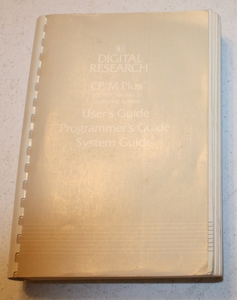 DIGITAL
RESEARCH
CP/M Plus
User's Guide
Programmer's Guide
System Guide